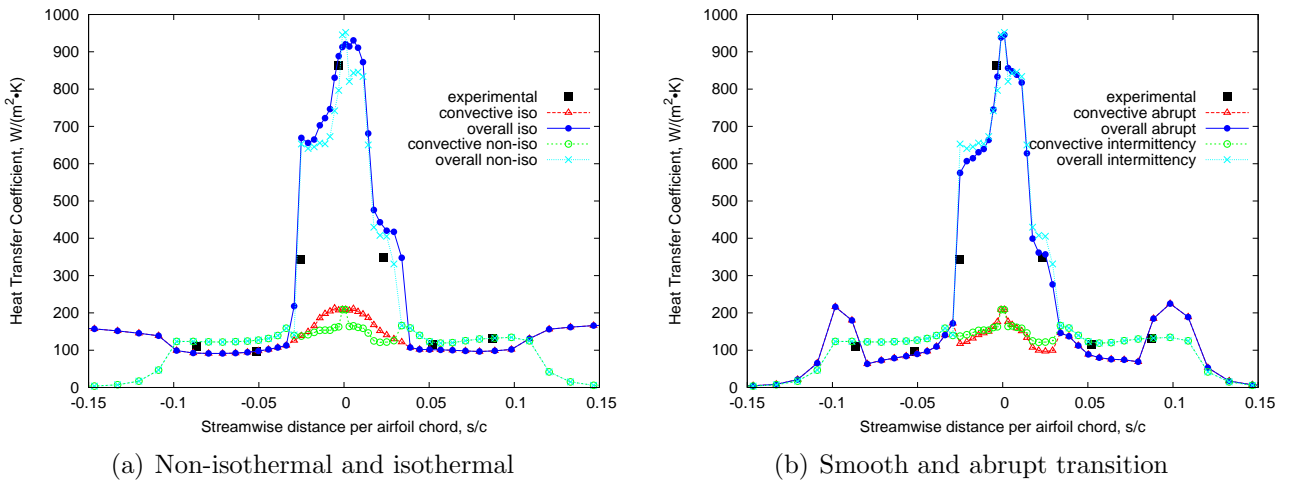 1000
900
800
700
600
500
400
300
200
100
0
Heat Transfer Coefficient, W/(m²•K)
experimental
convective iso
overall iso
convective non-iso
overall non-iso
-0.15 -0.1 -0.05 0 0.05 0.1 0.15
Streamwise distance per airfoil chord, s/c
(a) Non-isothermal and isothermal
1000
900
800
700
600
500
400
300
200
100
0
Heat Transfer Coefficient, W/(m²•K)
experimental
convective abrupt
overall abrupt
convective intermittency
overall intermittency
-0.15 -0.1 -0.05 0 0.05 0.1 0.15
Streamwise distance per airfoil chord, s/c
(b) Smooth and abrupt transition